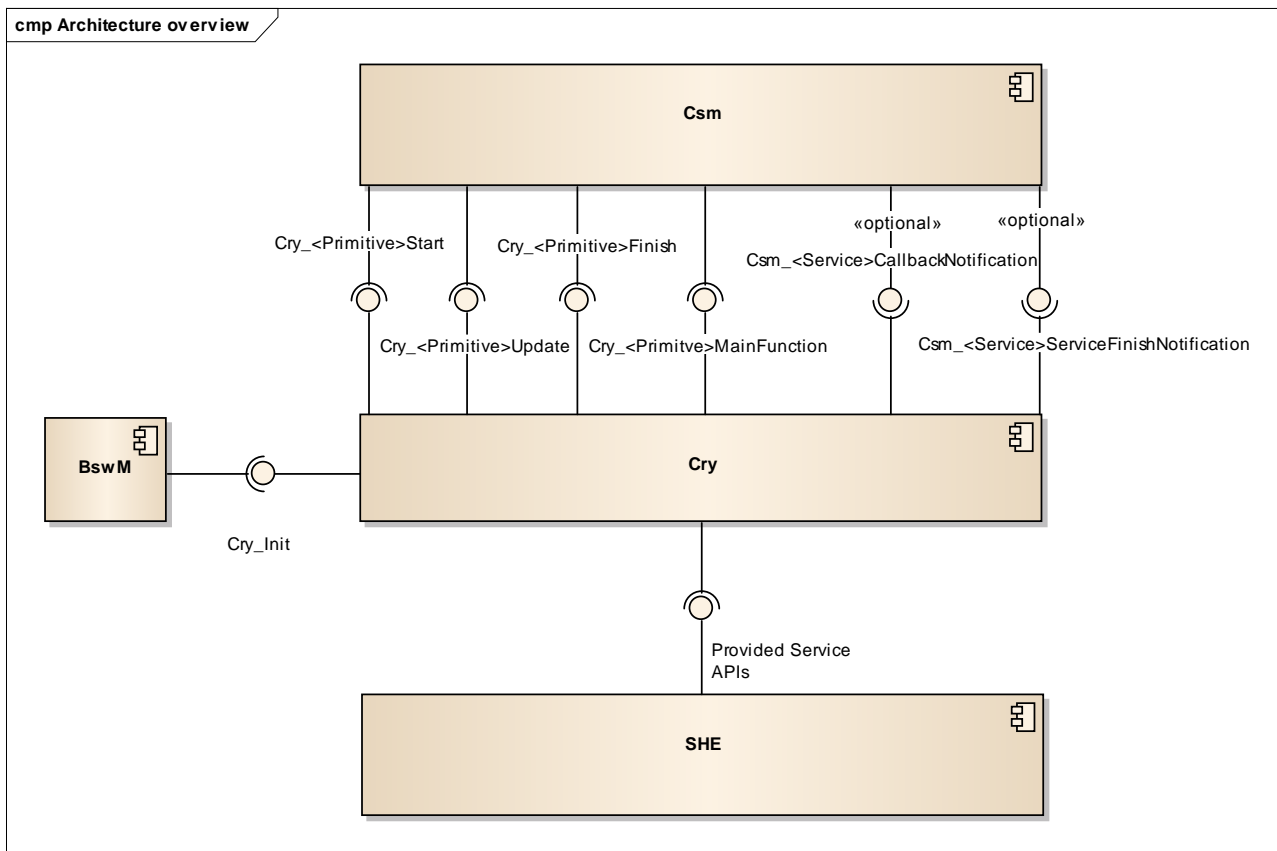 cmp Architecture overview
Csm
«optional»
«optional»
Cry_<Primitive>Start
Cry_<Primitive>Finish
Csm_<Service>CallbackNotification
Cry_<Primitive>Update
Cry_<Primitve>MainFunction
Csm_<Service>ServiceFinishNotification
BswM
Cry
Cry_Init
Provided Service
APIs
SHE